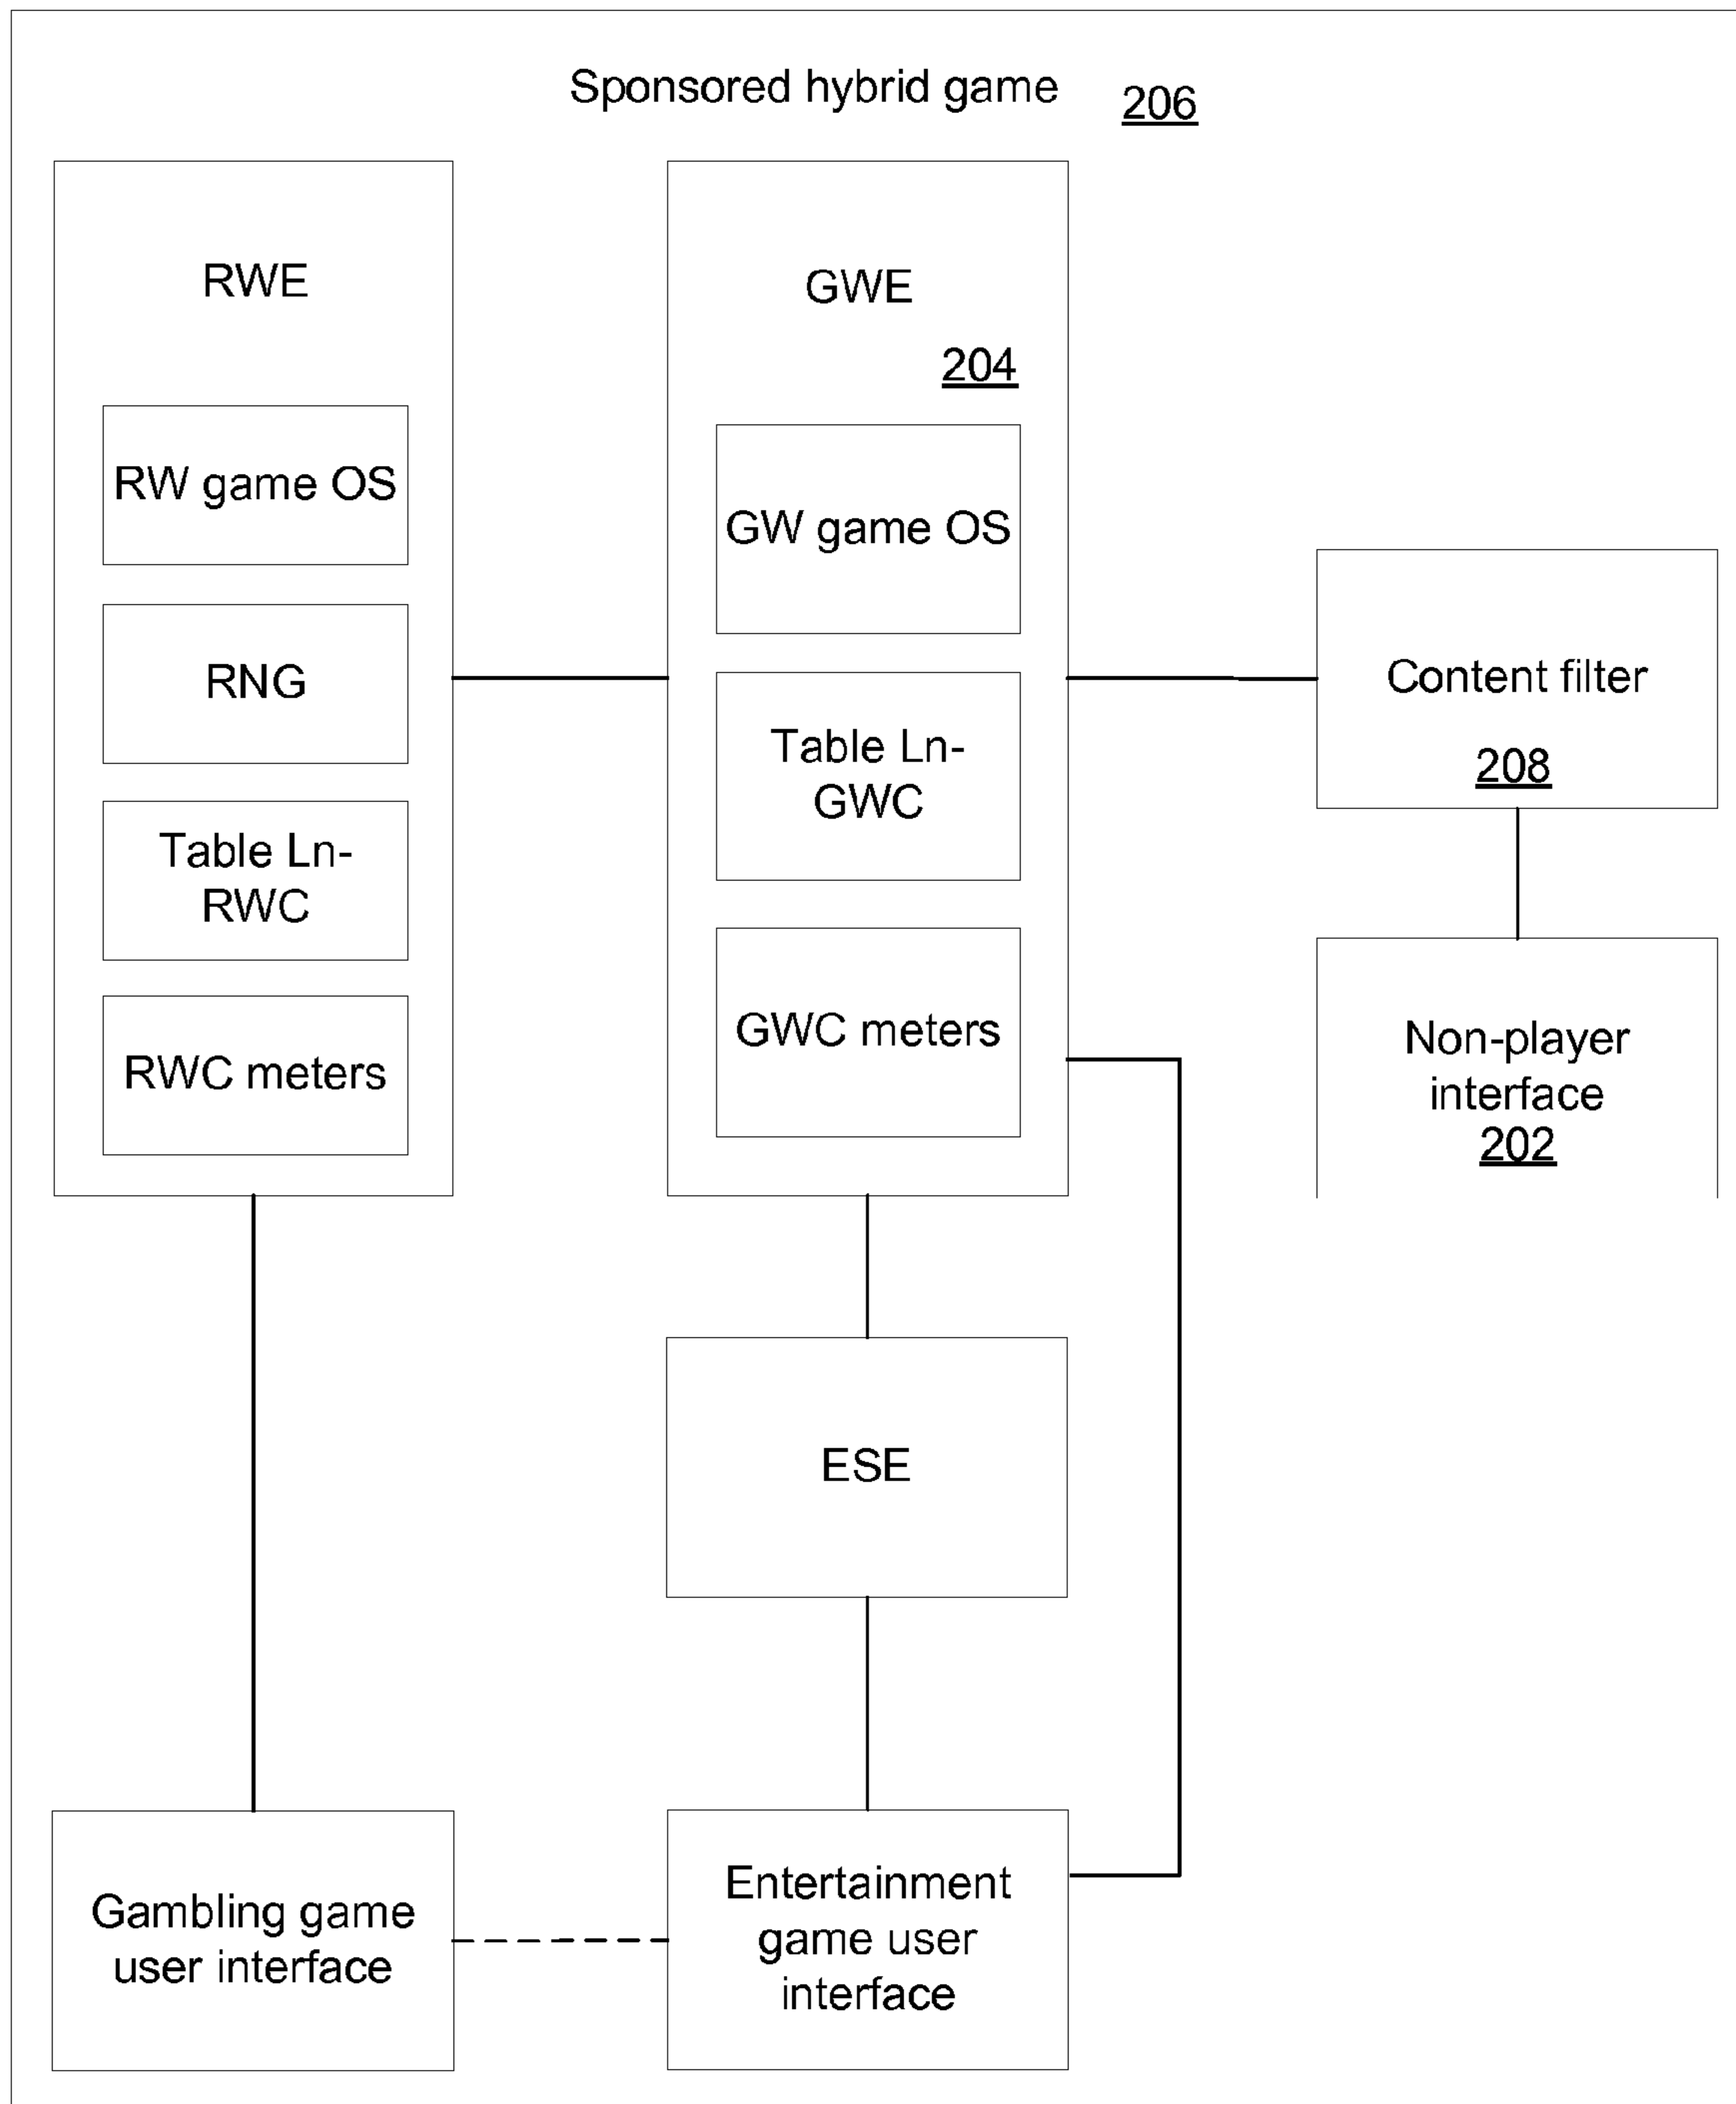 Sponsored hybrid game 206
RWE
RW game OS
RNG
Table Ln-
RWC
RWC meters
GWE
204
GW game OS
Table Ln-
GWC
GWC meters
Content filter
208
Non-player
interface
202
ESE
Gambling game
user interface
Entertainment
game user
interface